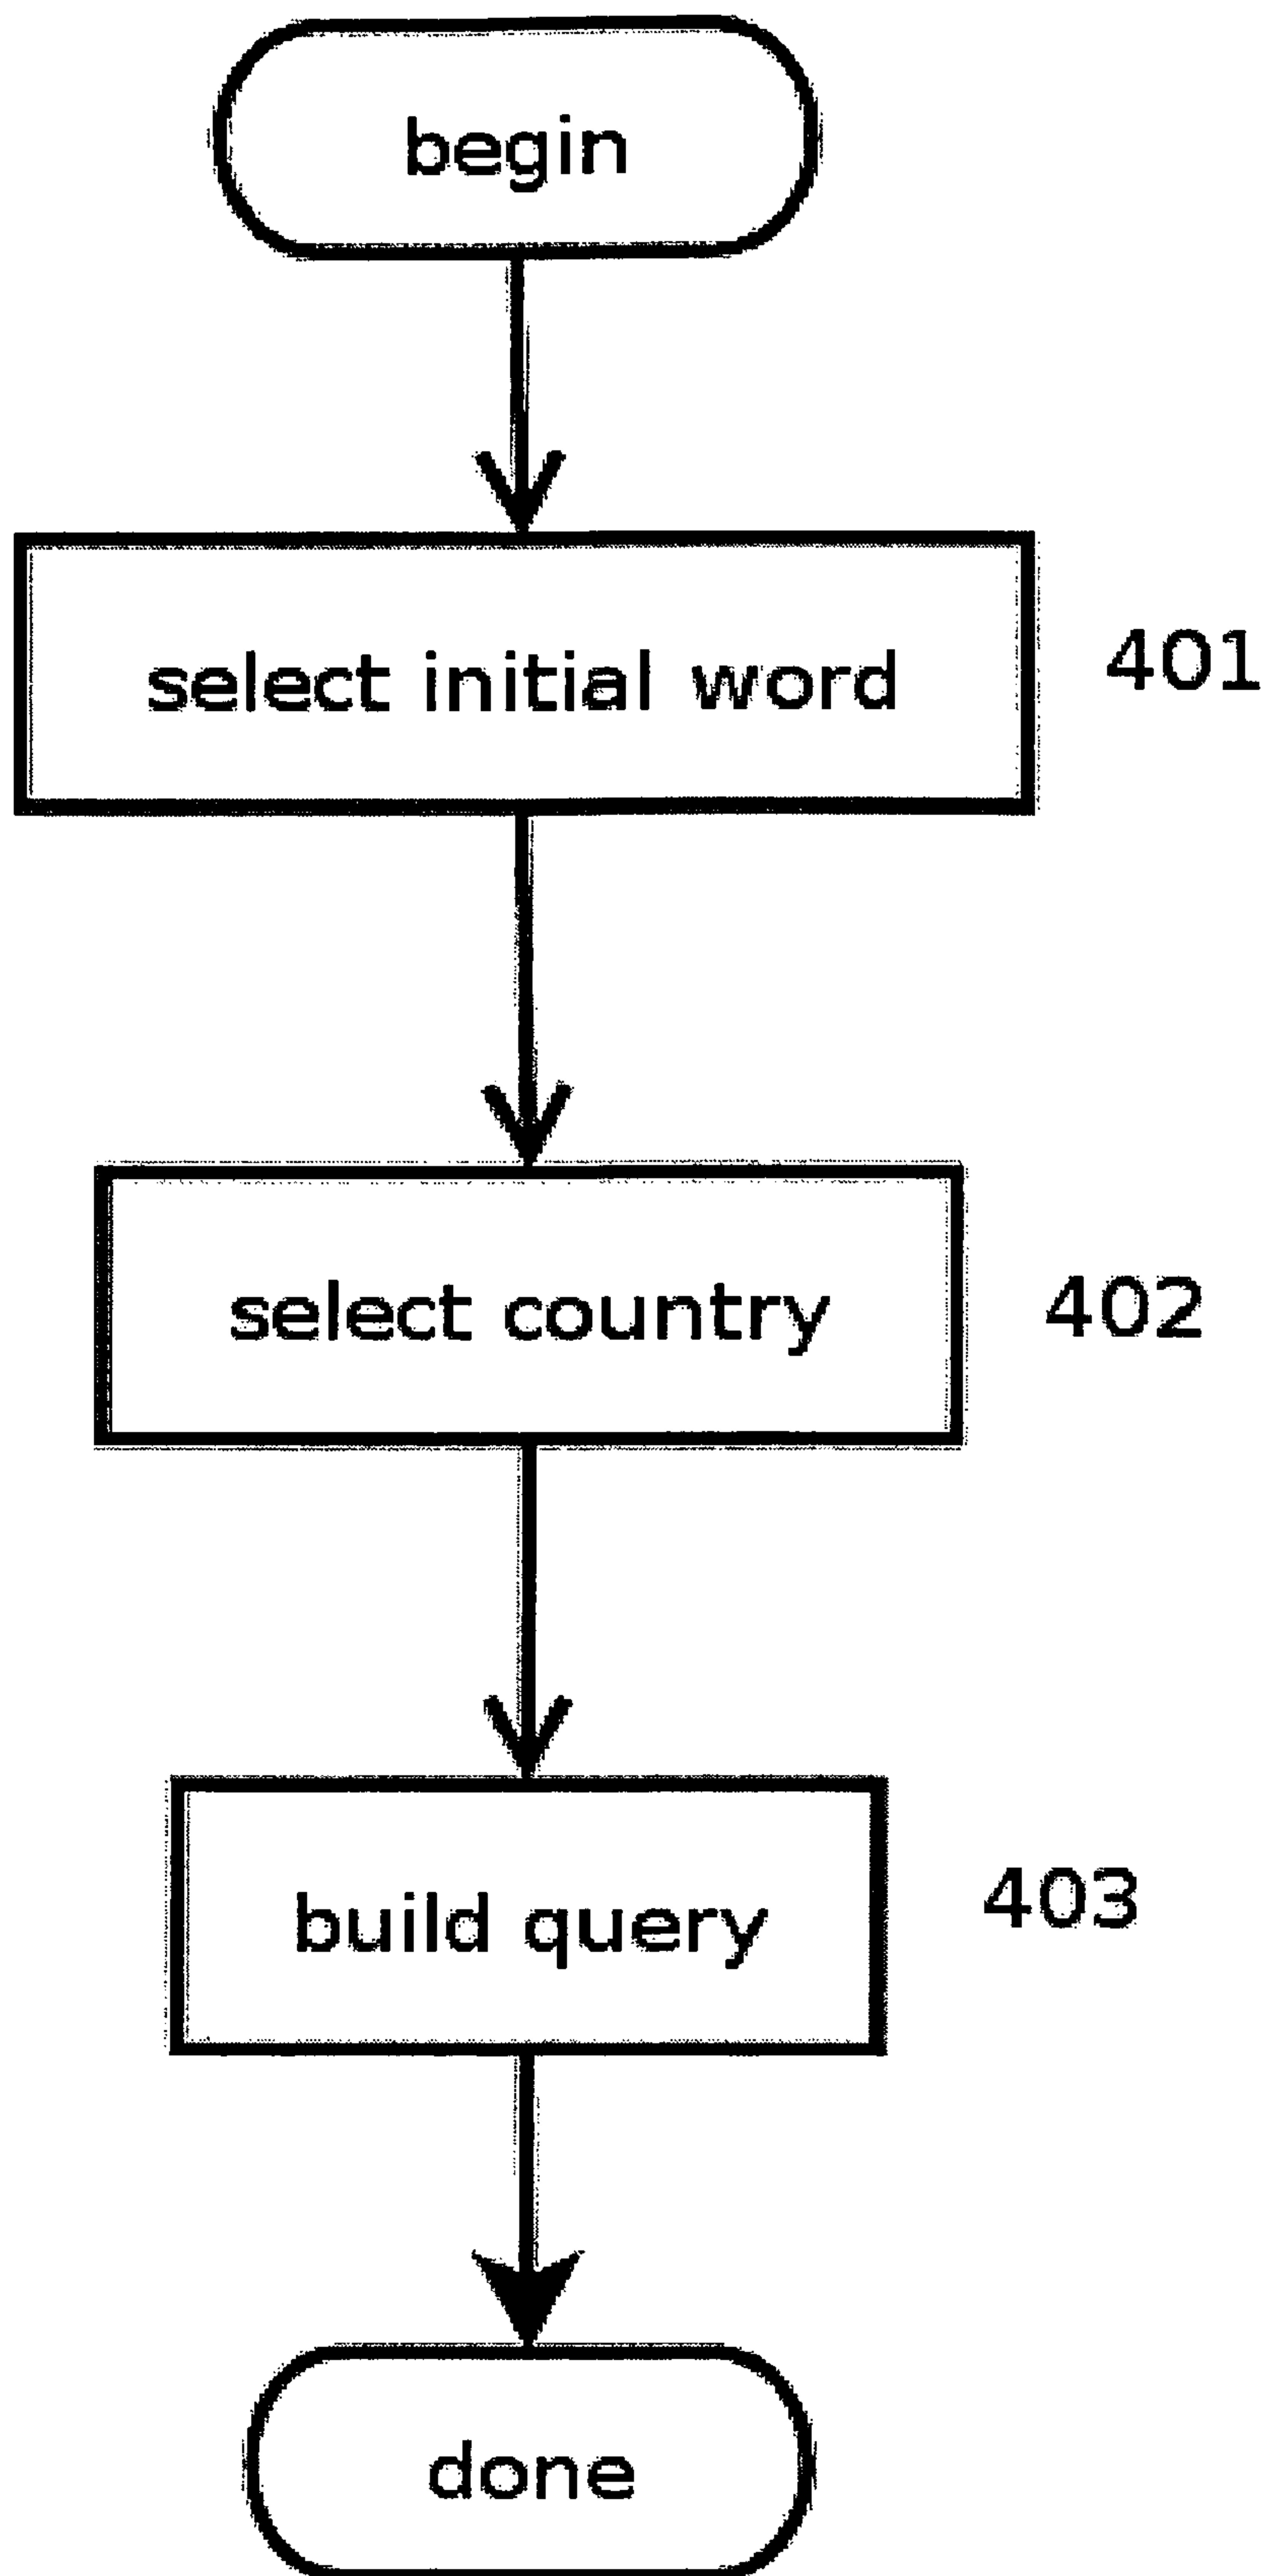 begin
select initial word 401
select country 402
build query 403
done